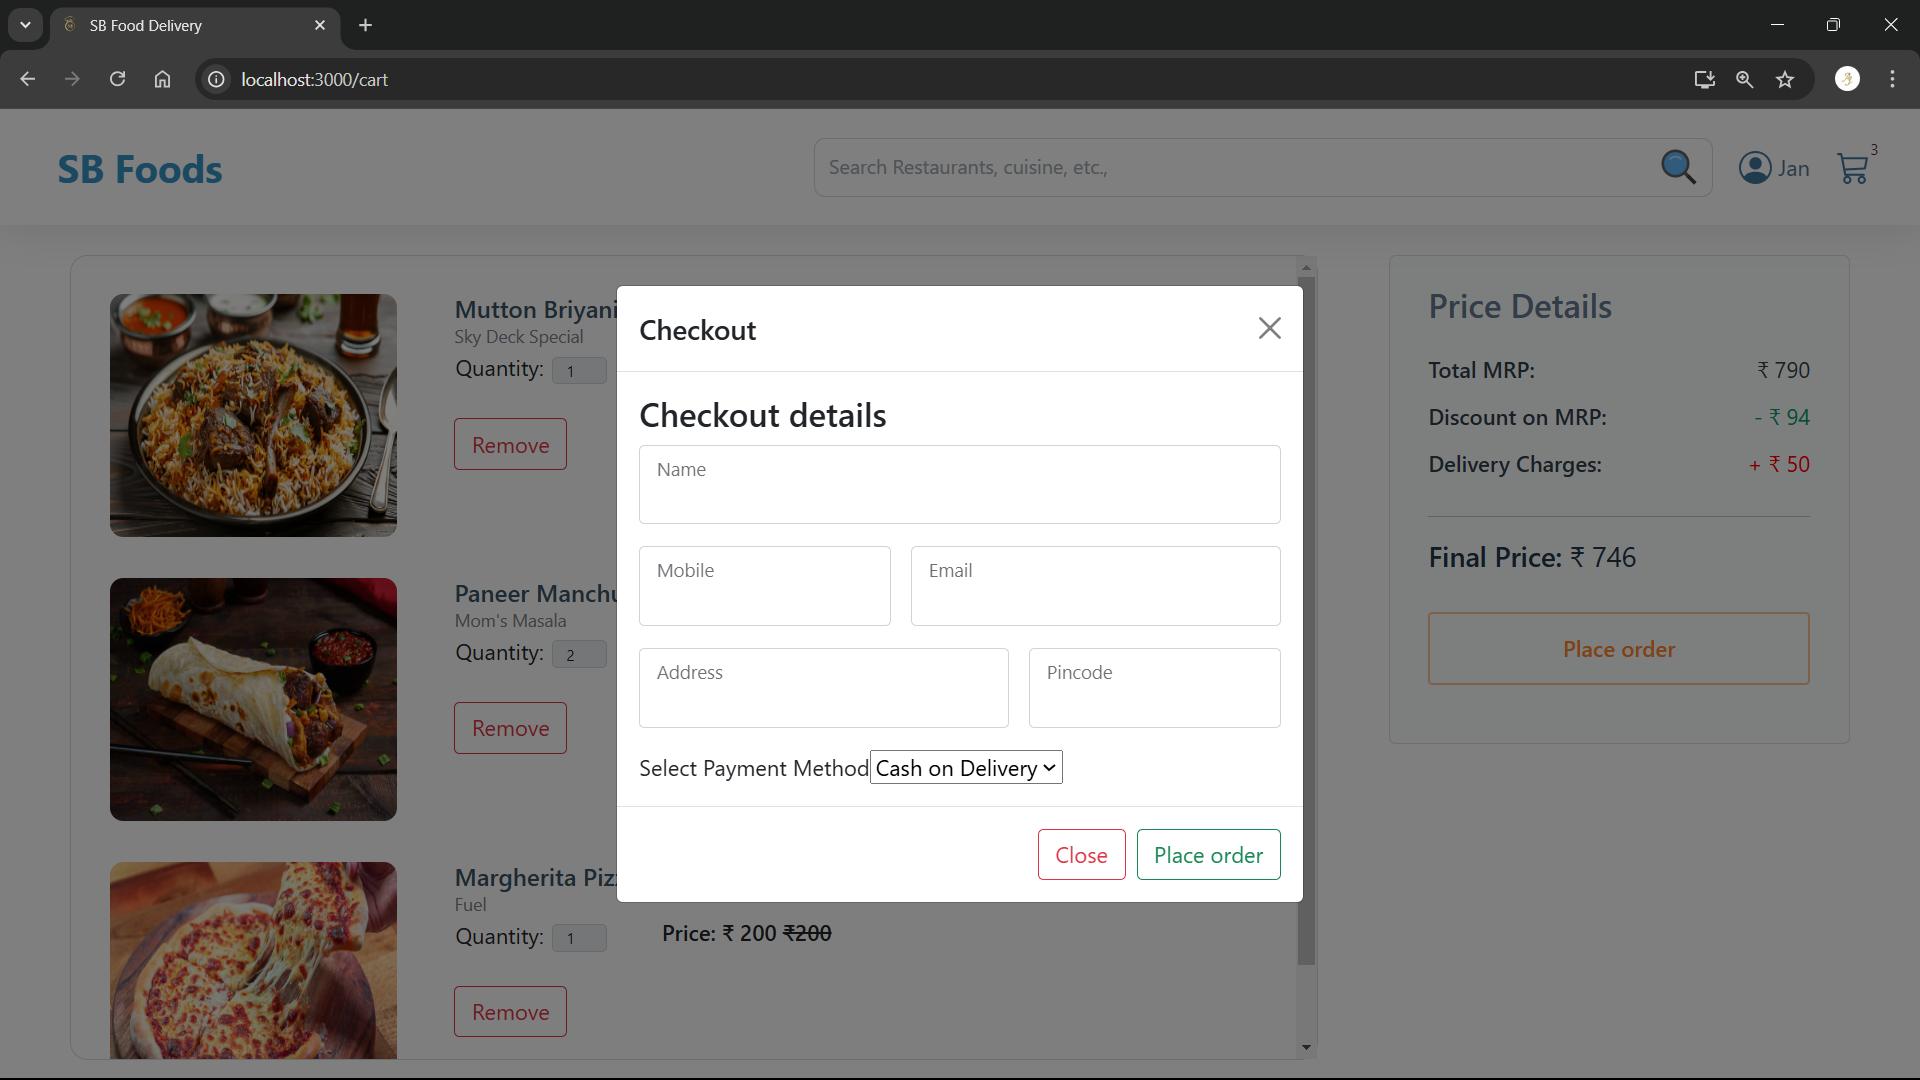 SB Food Delivery
localhost:3000/cart
SB Foods
Search Restaurants, cuisine, etc.,
Jan
3
Mutton Briyani
Sky Deck Special
Quantity: 1
Remove
Paneer Manchu
Mom's Masala
Quantity: 2
Remove
Margherita Piz
Fuel
Quantity: 1
Price: ₹ 200 ₹200
Remove
Checkout
Checkout details
Name
Mobile
Email
Address
Pincode
Select Payment Method Cash on Delivery
Close
Place order
Price Details
Total MRP: ₹ 790
Discount on MRP: - ₹ 94
Delivery Charges: + ₹ 50
Final Price: ₹ 746
Place order